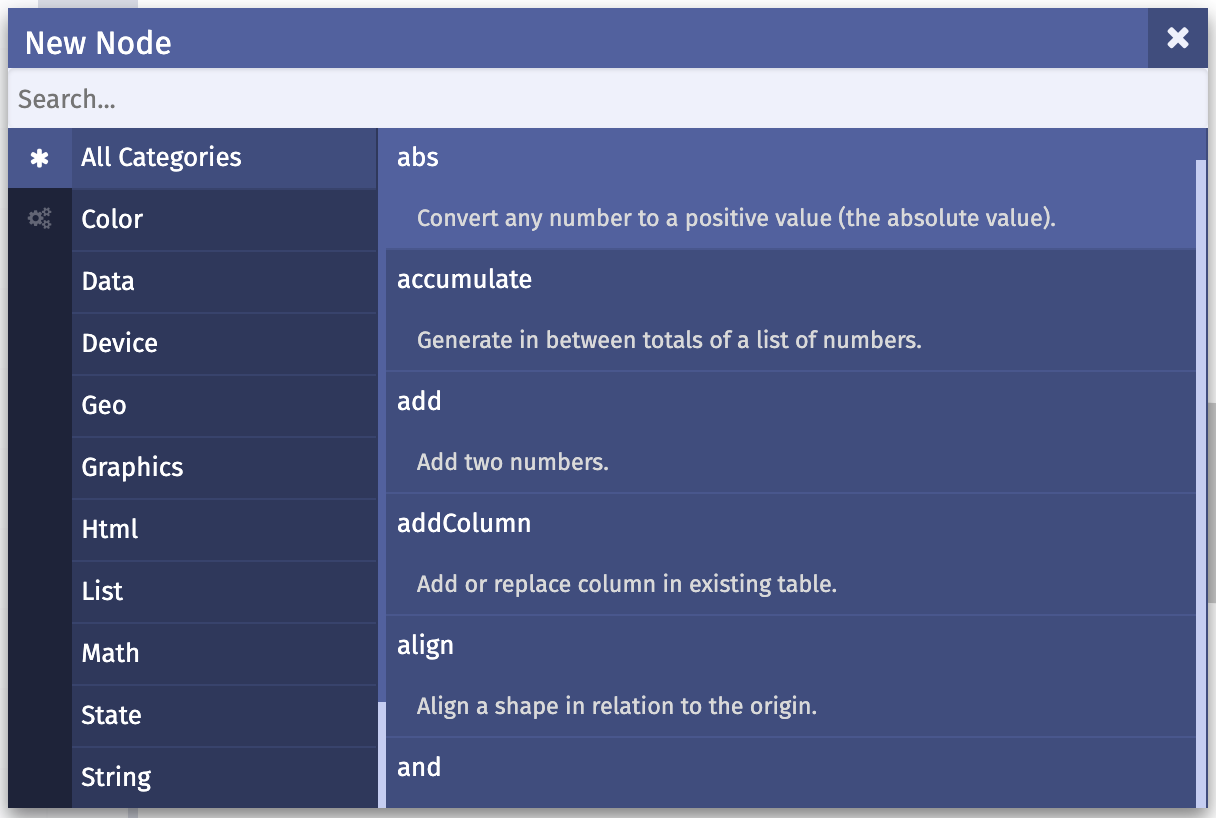 New Node
Search...
All Categories
Color
Data
Device
Geo
Graphics
Html
List
Math
State
String
abs
Convert any number to a positive value (the absolute value).
accumulate
Generate in between totals of a list of numbers.
add
Add two numbers.
addColumn
Add or replace column in existing table.
align
Align a shape in relation to the origin.
and